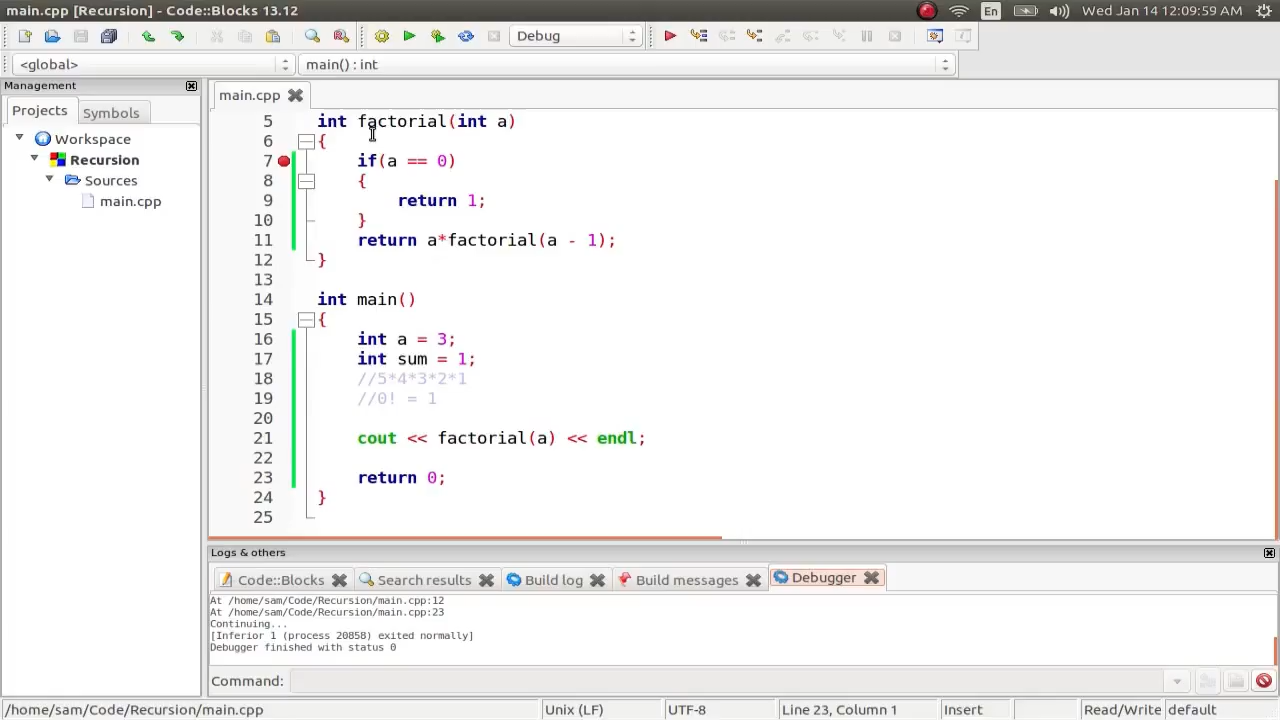 main.cpp [Recursion] - Code::Blocks 13.12
En
Wed Jan 14 12:09:59 AM
Debug
<global>
main() : int
Management
Projects
Symbols
Workspace
Recursion
Sources
main.cpp
main.cpp
5 int factorial(int a)
6 {
7 if(a == 0)
8 {
9 return 1;
10 }
11 return a*factorial(a - 1);
12 }
13
14 int main()
15 {
16 int a = 3;
17 int sum = 1;
18 //5*4*3*2*1
19 //0! = 1
20
21 cout << factorial(a) << endl;
22
23 return 0;
24 }
25
Logs & others
Code::Blocks
Search results
Build log
Build messages
Debugger
At /home/sam/Code/Recursion/main.cpp:12
At /home/sam/Code/Recursion/main.cpp:23
Continuing...
[Inferior 1 (process 20858) exited normally]
Debugger finished with status 0
Command:
/home/sam/Code/Recursion/main.cpp
Unix (LF)
UTF-8
Line 23, Column 1
Insert
Read/Write
default